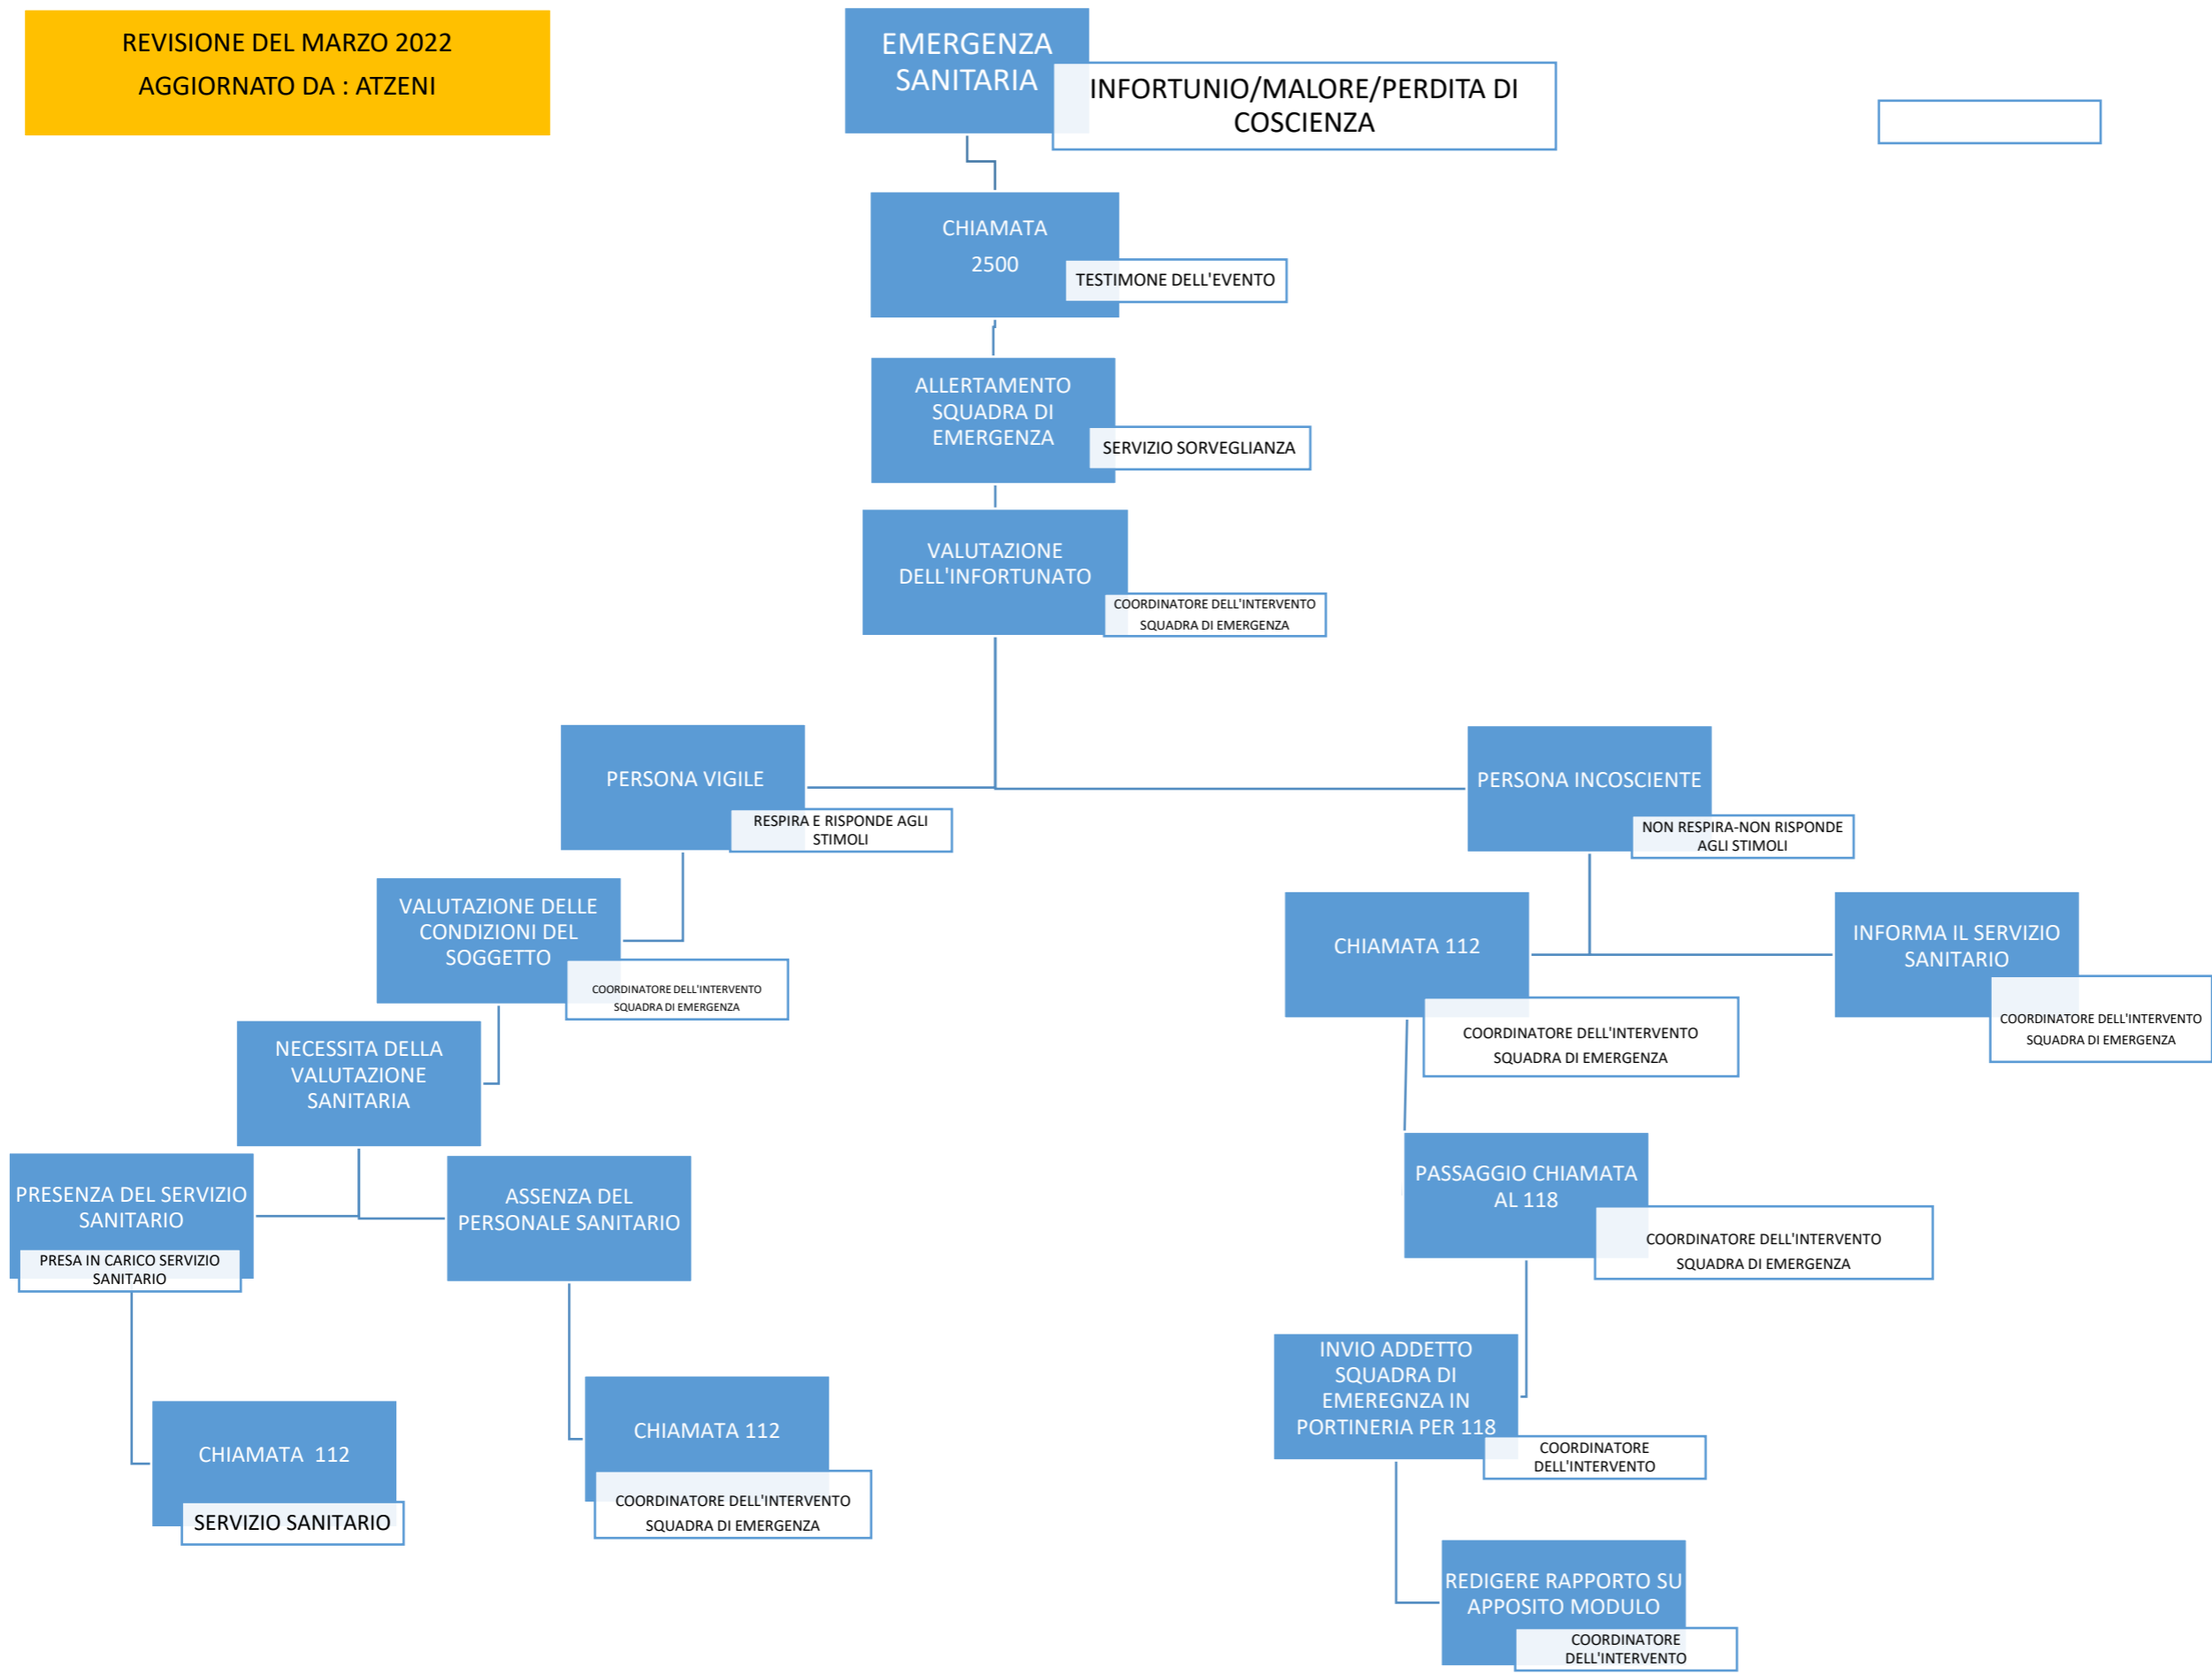 REVISIONE DEL MARZO 2022
AGGIORNATO DA : ATZENI
EMERGENZA
SANITARIA
INFORTUNIO/MALORE/PERDITA DI
COSCIENZA
CHIAMATA
2500
TESTIMONE DELL'EVENTO
ALLERTAMENTO
SQUADRA DI
EMERGENZA
SERVIZIO SORVEGLIANZA
VALUTAZIONE
DELL'INFORTUNATO
COORDINATORE DELL'INTERVENTO
SQUADRA DI EMERGENZA
PERSONA VIGILE
RESPIRA E RISPONDE AGLI
STIMOLI
PERSONA INCOSCIENTE
NON RESPIRA-NON RISPONDE
AGLI STIMOLI
VALUTAZIONE DELLE
CONDIZIONI DEL
SOGGETTO
COORDINATORE DELL'INTERVENTO
SQUADRA DI EMERGENZA
CHIAMATA 112
COORDINATORE DELL'INTERVENTO
SQUADRA DI EMERGENZA
INFORMA IL SERVIZIO
SANITARIO
COORDINATORE DELL'INTERVENTO
SQUADRA DI EMERGENZA
NECESSITA DELLA
VALUTAZIONE
SANITARIA
PRESENZA DEL SERVIZIO
SANITARIO
PRESA IN CARICO SERVIZIO
SANITARIO
ASSENZA DEL
PERSONALE SANITARIO
PASSAGGIO CHIAMATA
AL 118
COORDINATORE DELL'INTERVENTO
SQUADRA DI EMERGENZA
CHIAMATA  112
SERVIZIO SANITARIO
CHIAMATA 112
COORDINATORE DELL'INTERVENTO
SQUADRA DI EMERGENZA
INVIO ADDETTO
SQUADRA DI
EMEREGNZA IN
PORTINERIA PER 118
COORDINATORE
DELL'INTERVENTO
REDIGERE RAPPORTO SU
APPOSITO MODULO
COORDINATORE
DELL'INTERVENTO